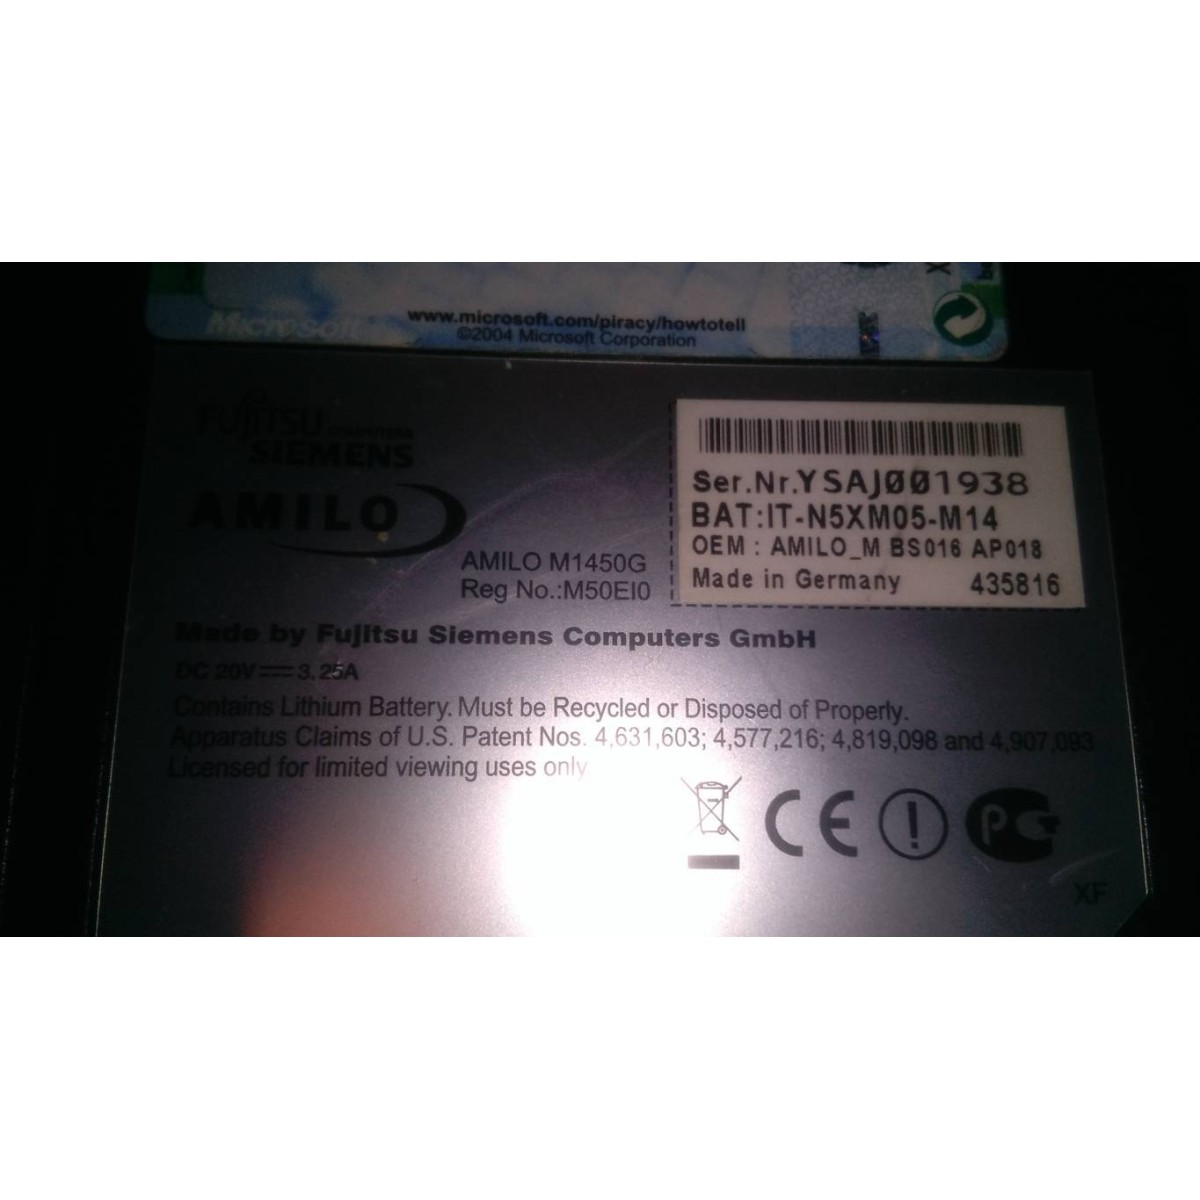 Microsoft
www.microsoft.com/piracy/howtotell
©2004 Microsoft Corporation
FUJITSU COMPUTERS
SIEMENS
AMILO
AMILO M1450G
Reg No.:M50EI0
Ser.Nr.YSAJ001938
BAT:IT-N5XM05-M14
OEM : AMILO_M BS016 AP018
Made in Germany 435816
Made by Fujitsu Siemens Computers GmbH
DC 20V⎓3.25A
Contains Lithium Battery. Must be Recycled or Disposed of Properly.
Apparatus Claims of U.S. Patent Nos. 4,631,603; 4,577,216; 4,819,098 and 4,907,093
Licensed for limited viewing uses only
CE
XF